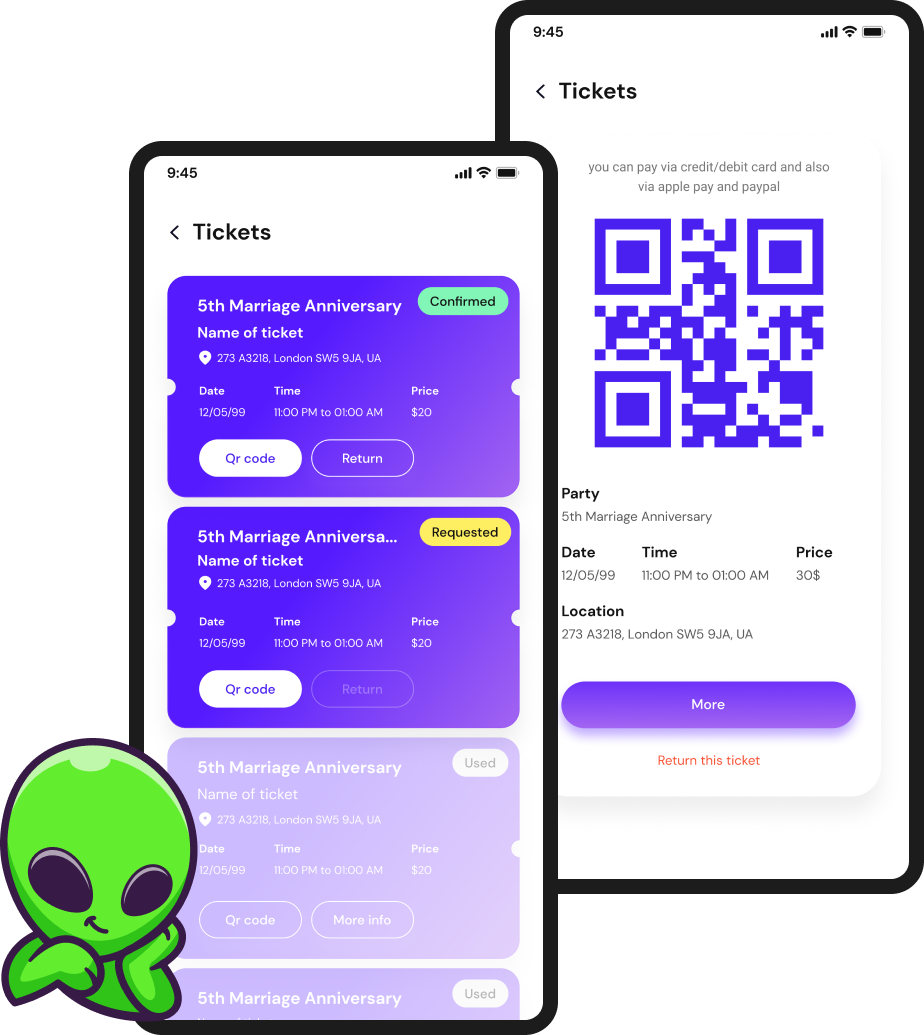 9:45
Tickets
you can pay via credit/debit card and also
via apple pay and paypal
Party
5th Marriage Anniversary
Date Time Price
12/05/99 11:00 PM to 01:00 AM 30$
Location
273 A3218, London SW5 9JA, UA
More
Return this ticket
9:45
Tickets
5th Marriage Anniversary Confirmed
Name of ticket
273 A3218, London SW5 9JA, UA
Date Time Price
12/05/99 11:00 PM to 01:00 AM $20
Qr code Return
5th Marriage Anniversa... Requested
Name of ticket
273 A3218, London SW5 9JA, UA
Date Time Price
12/05/99 11:00 PM to 01:00 AM $20
Qr code Return
5th Marriage Anniversary Used
Name of ticket
273 A3218, London SW5 9JA, UA
Date Time Price
12/05/99 11:00 PM to 01:00 AM $20
Qr code More info
5th Marriage Anniversary Used